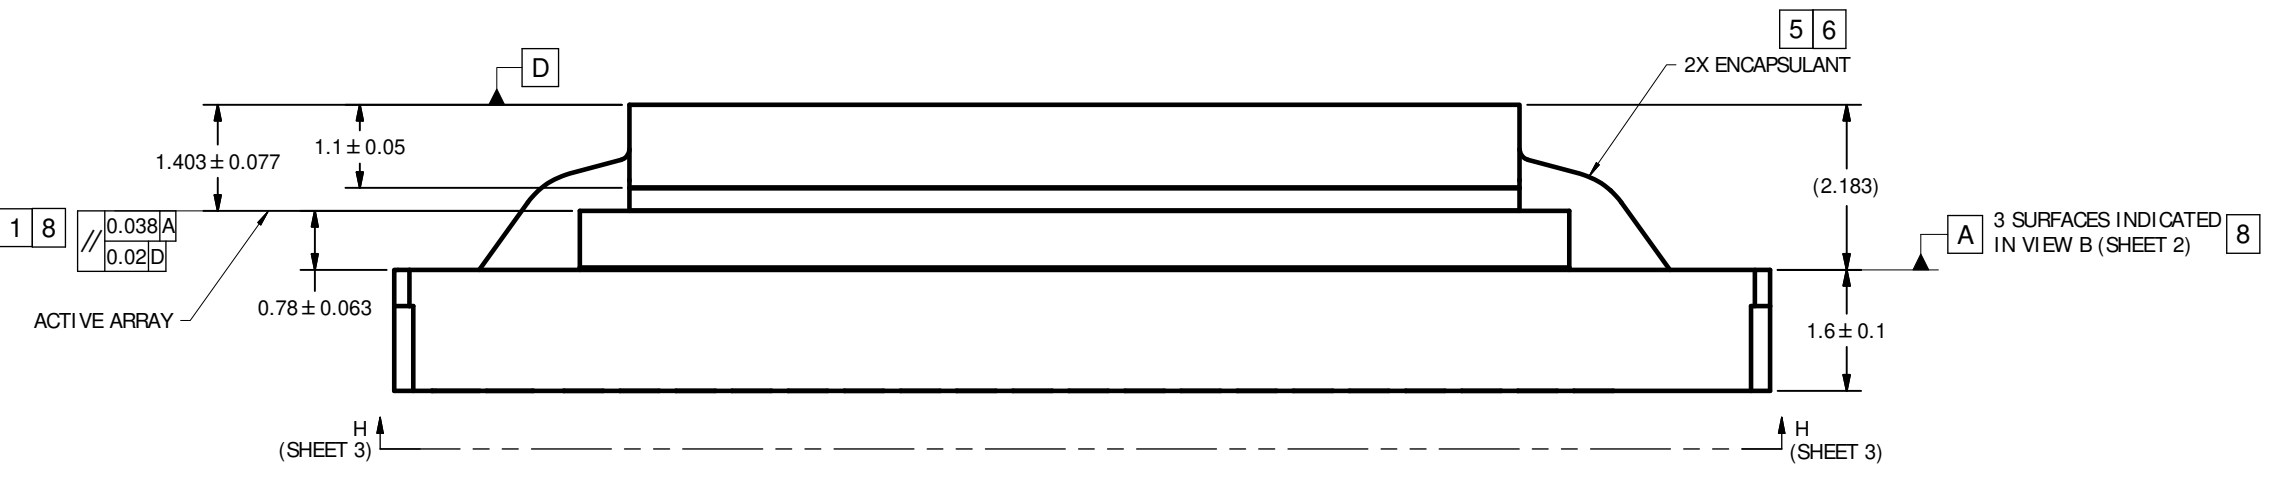 5 6
2X ENCAPSULANT
D
1.1 ± 0.05
1.403 ± 0.077
(2.183)
1 8
// 0.038 A
0.02 D
A 3 SURFACES INDICATED
IN VIEW B (SHEET 2) 8
0.78 ± 0.063
ACTIVE ARRAY
1.6 ± 0.1
H
(SHEET 3)
H
(SHEET 3)